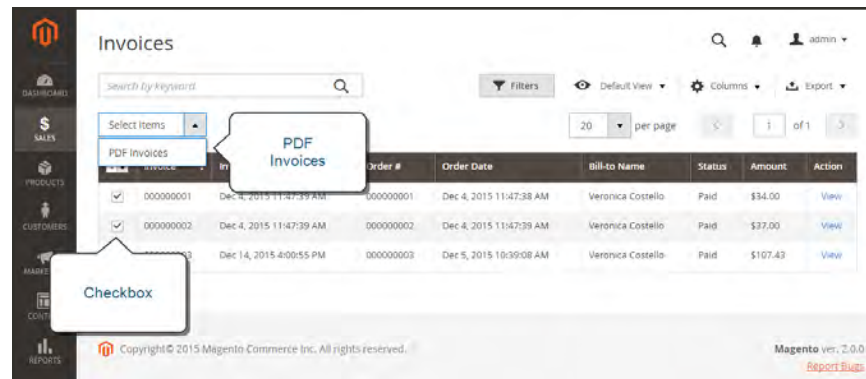 Invoices
admin
DASHBOARD
Search by keyword
Filters
Default View
Columns
Export
$
SALES
Select Items
20 per page
1 of 1
PDF Invoices
PDF
Invoices
PRODUCTS
Invoice Order # Order Date Bill-to Name Status Amount Action
000000001 Dec 4, 2015 11:47:39 AM 000000001 Dec 4, 2015 11:47:38 AM Veronica Costello Paid $34.00 View
CUSTOMERS
000000002 Dec 4, 2015 11:47:39 AM 000000002 Dec 4, 2015 11:47:39 AM Veronica Costello Paid $37.00 View
Dec 14, 2015 4:00:55 PM 000000003 Dec 5, 2015 10:39:08 AM Veronica Costello Paid $107.43 View
Checkbox
REPORTS
Copyright© 2015 Magento Commerce Inc. All rights reserved.
Magento ver. 2.0.0
Report Bugs